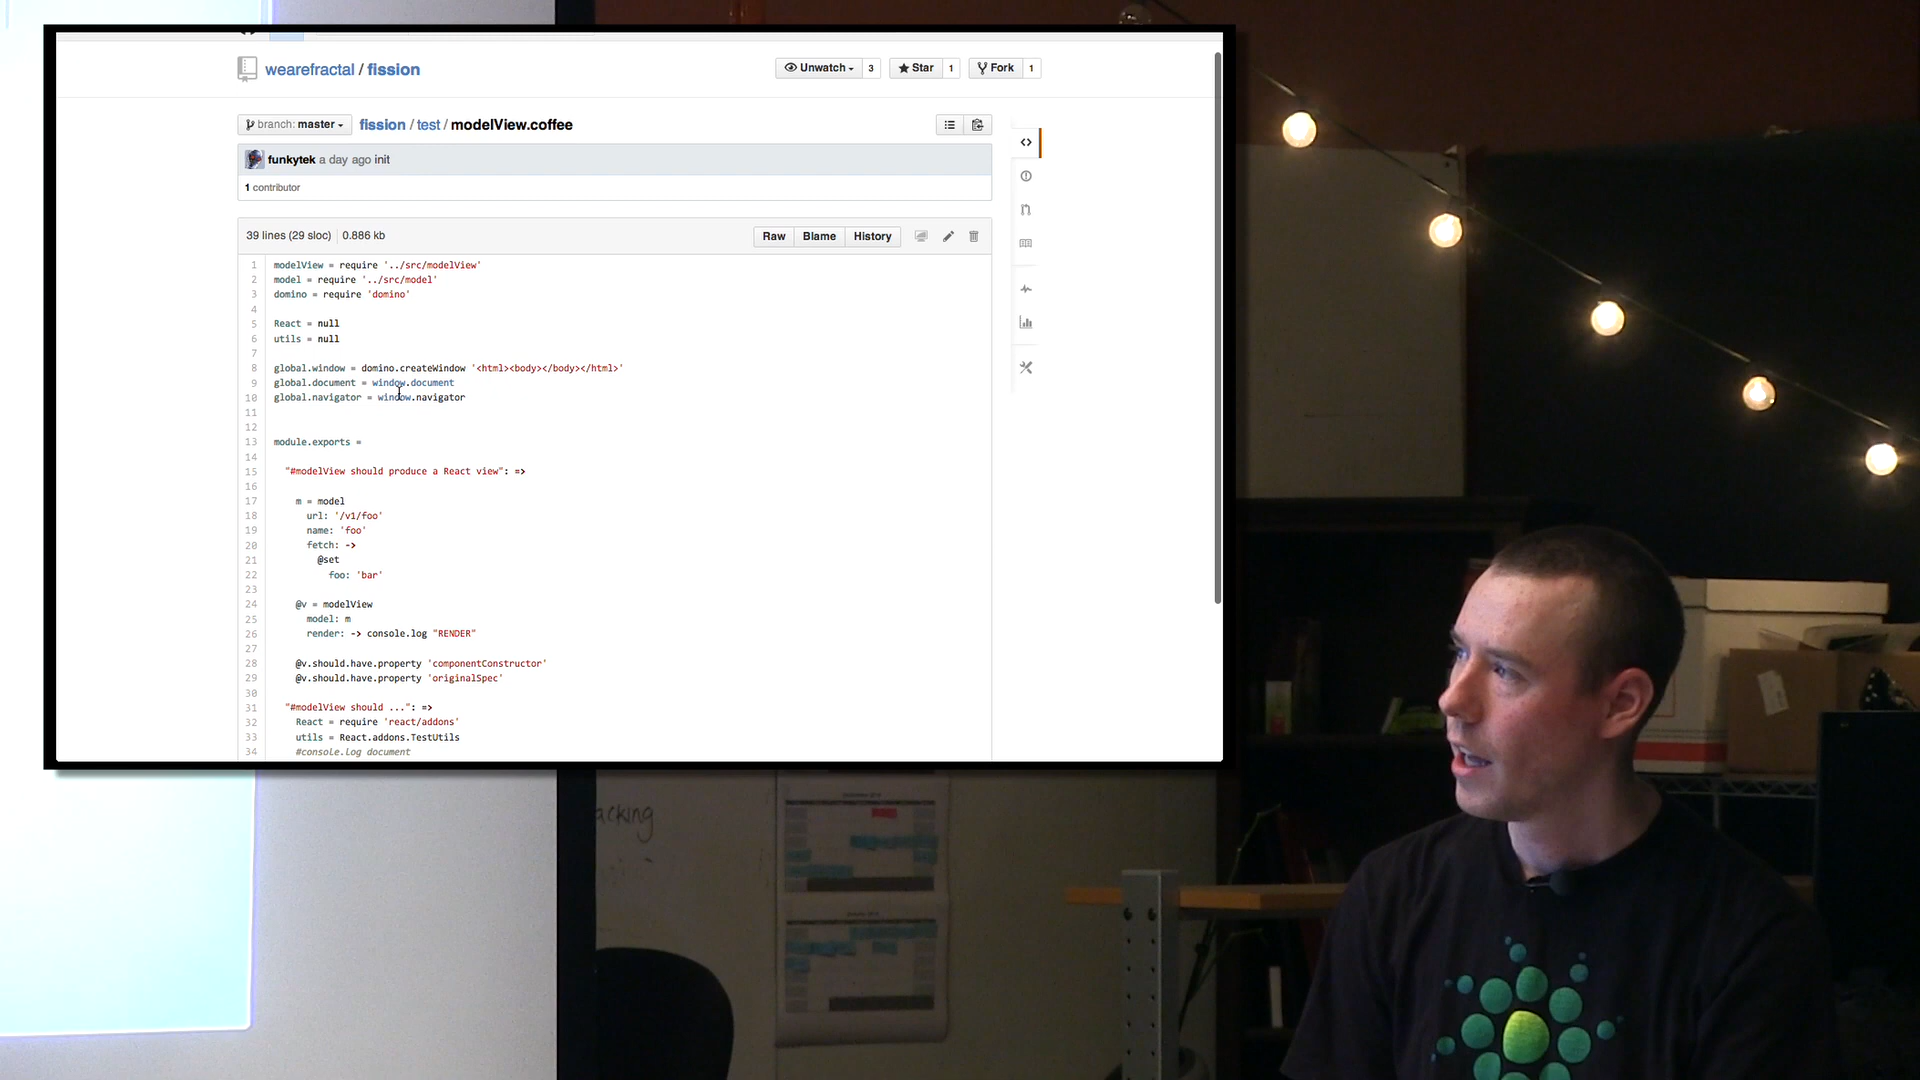 wearefractal / fission
Unwatch 3 Star 1 Fork 1
branch: master fission / test / modelView.coffee
funkytek a day ago init
1 contributor
39 lines (29 sloc) 0.886 kb Raw Blame History
1 modelView = require '../src/modelView'
2 model = require '../src/model'
3 domino = require 'domino'
4
5 React = null
6 utils = null
7
8 global.window = domino.createWindow '<html><body></body></html>'
9 global.document = window.document
10 global.navigator = window.navigator
11
12
13 module.exports =
14
15 "#modelView should produce a React view": =>
16
17 m = model
18 url: '/v1/foo'
19 name: 'foo'
20 fetch: ->
21 @set
22 foo: 'bar'
23
24 @v = modelView
25 model: m
26 render: -> console.log "RENDER"
27
28 @v.should.have.property 'componentConstructor'
29 @v.should.have.property 'originalSpec'
30
31 "#modelView should ...": =>
32 React = require 'react/addons'
33 utils = React.addons.TestUtils
34 #console.log document
acking